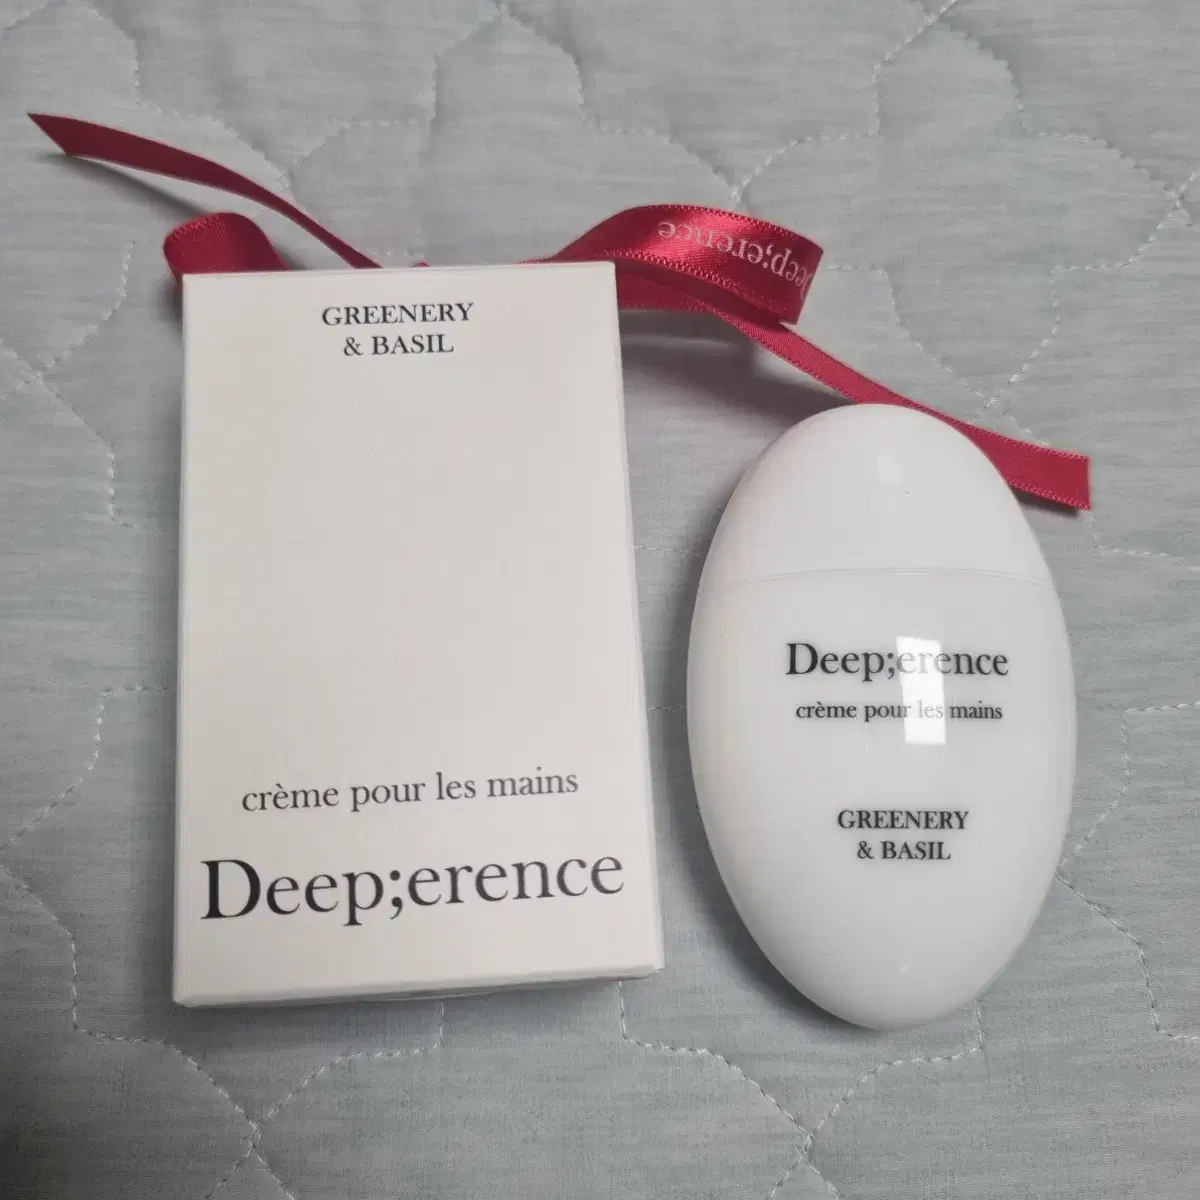 Deep;erence
GREENERY
& BASIL
crème pour les mains
Deep;erence
Deep;erence
crème pour les mains
GREENERY
& BASIL